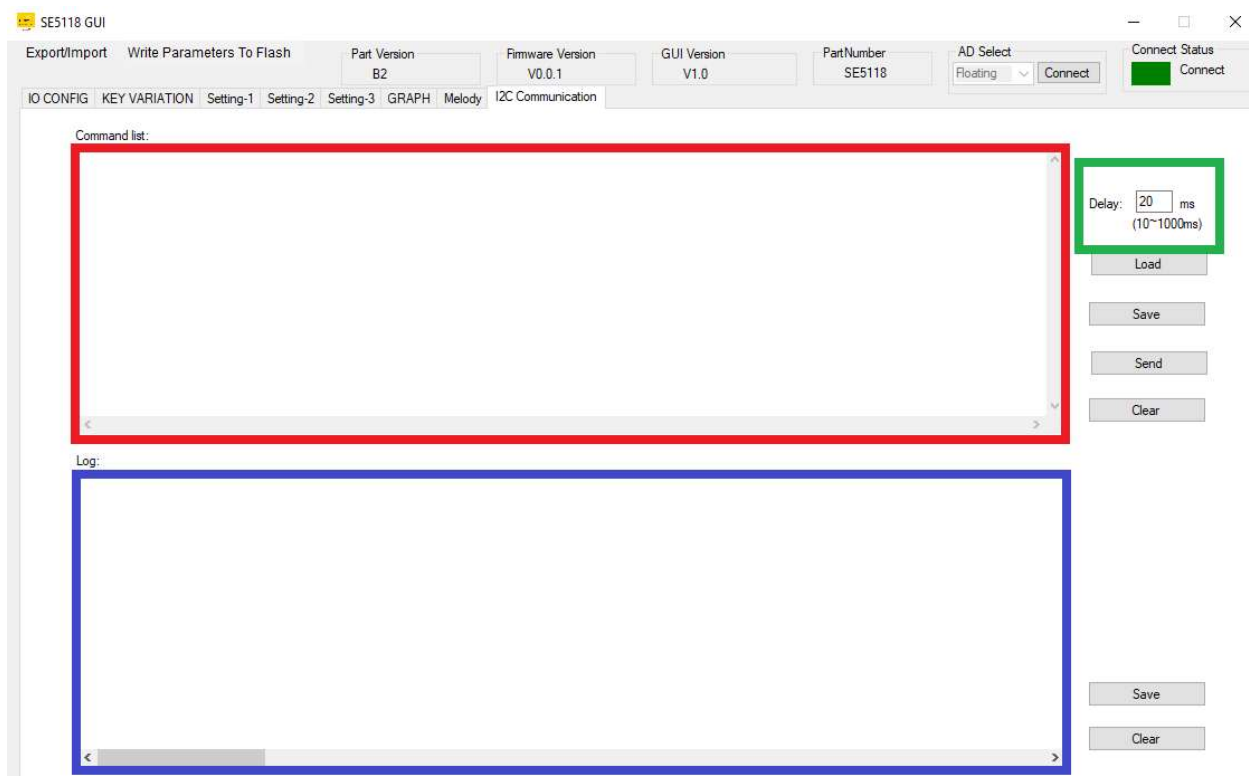 SE5118 GUI
Export/Import Write Parameters To Flash
Part Version
B2
Firmware Version
V0.0.1
GUI Version
V1.0
PartNumber
SE5118
AD Select
Floating Connect
Connect Status
Connect
IO CONFIG KEY VARIATION Setting-1 Setting-2 Setting-3 GRAPH Melody I2C Communication
Command list:
Delay: 20 ms
(10~1000ms)
Load
Save
Send
Clear
Log:
Save
Clear